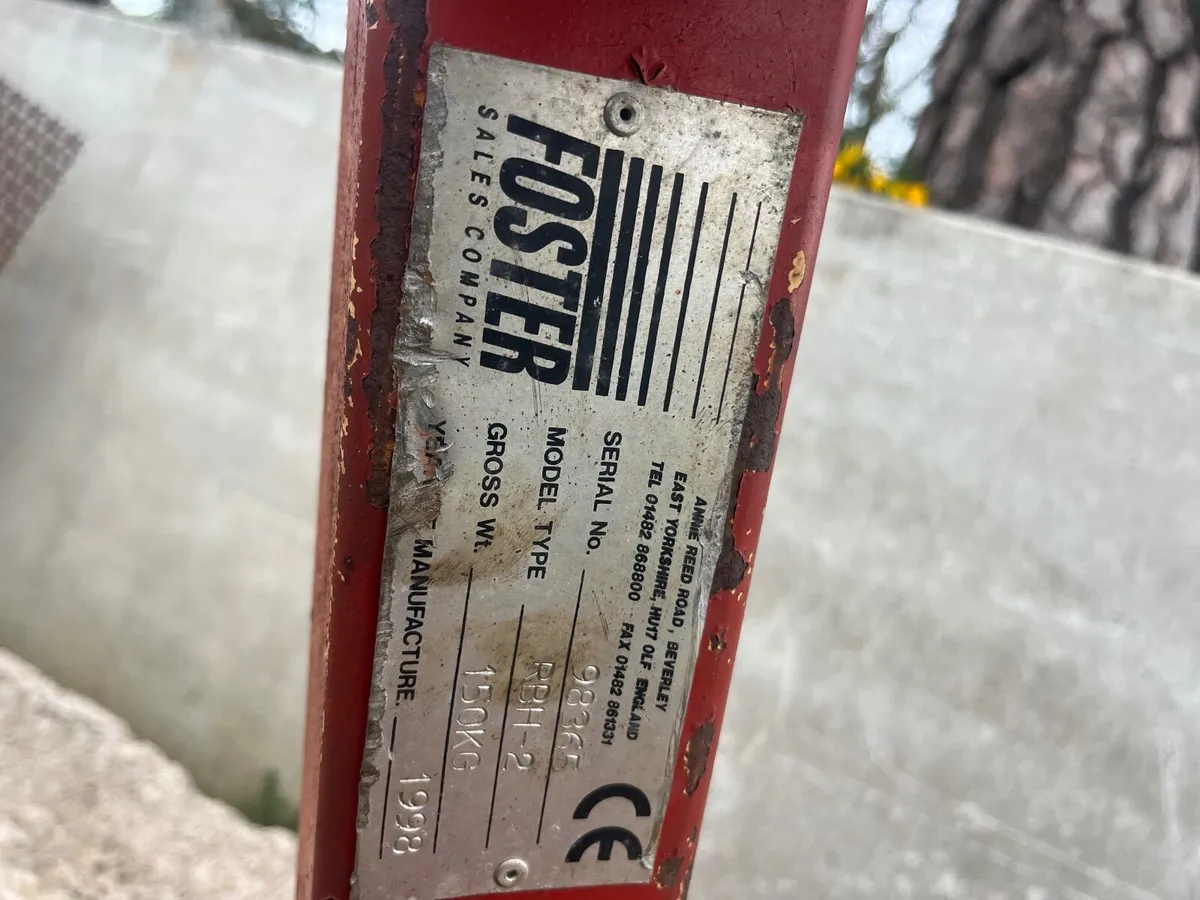 FOSTER
SALES COMPANY
ANNIE REED ROAD, BEVERLEY
EAST YORKSHIRE, HU17 OLF ENGLAND
TEL 01482 868800 FAX 01482 861331
SERIAL No. 98365
MODEL TYPE RBH-2
GROSS Wt. 150KG
MANUFACTURE. 1998
CE